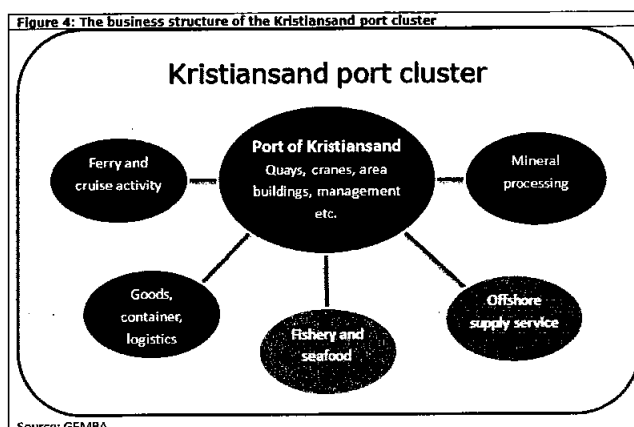 Figure 4: The business structure of the Kristiansand port cluster
Kristiansand port cluster
Port of Kristiansand
Quays, cranes, area
buildings, management
etc.
Ferry and
cruise activity
Mineral
processing
Goods,
container,
logistics
Fishery and
seafood
Offshore
supply service
Source: GEMBA